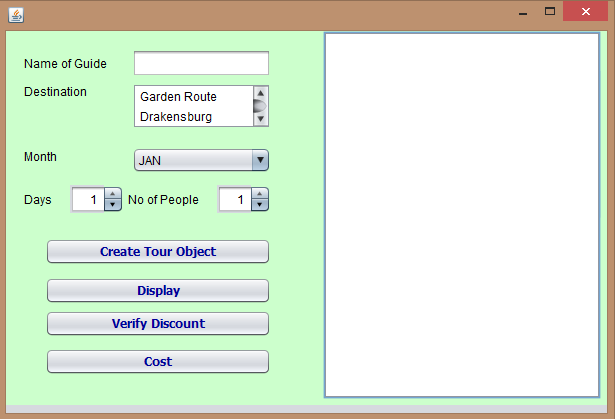 Name of Guide
Destination
Garden Route
Drakensburg
Month
JAN
Days
1
No of People
1
Create Tour Object
Display
Verify Discount
Cost